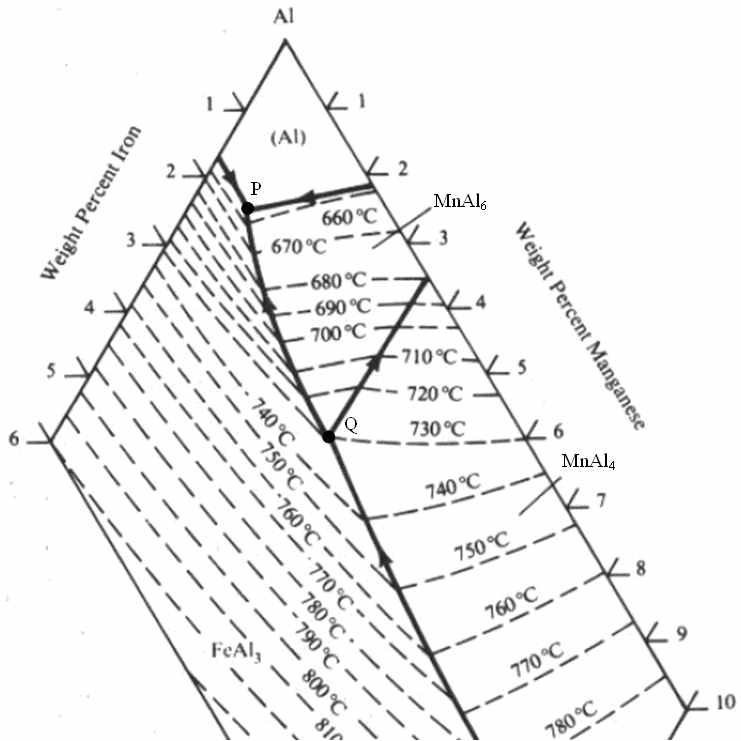 Al
1
1
(Al)
2
2
P
MnAl₆
660°C
670°C
3
3
Weight Percent Iron
Weight Percent Manganese
680°C
690°C
4
4
700°C
710°C
5
5
720°C
740°C
Q
730°C
6
6
750°C
MnAl₄
740°C
760°C
7
750°C
770°C
8
780°C
760°C
790°C
9
FeAl₃
770°C
800°C
10
810
780°C